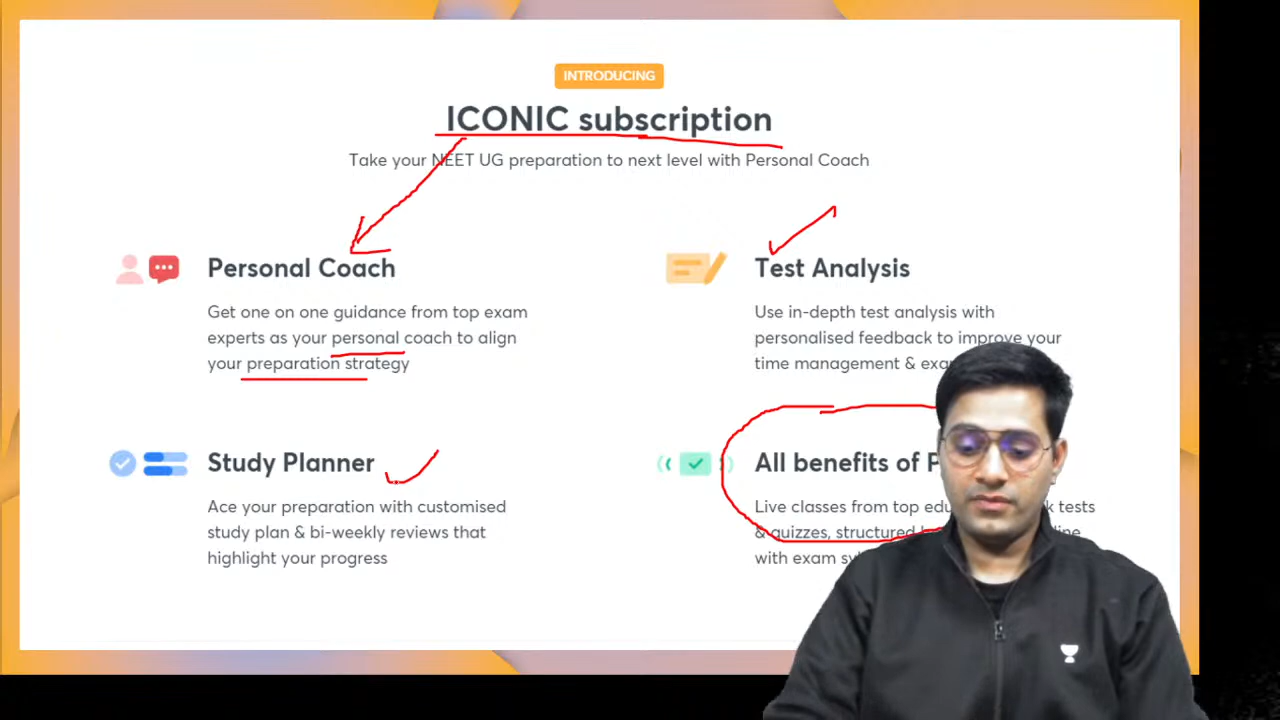 INTRODUCING
ICONIC subscription
Take your NEET UG preparation to next level with Personal Coach
Personal Coach
Get one on one guidance from top exam
experts as your personal coach to align
your preparation strategy
Test Analysis
Use in-depth test analysis with
personalised feedback to improve your
time management &
Study Planner
Ace your preparation with customised
study plan & bi-weekly reviews that
highlight your progress
All benefits of
Live classes from top tests
& quizzes, structured
with exam